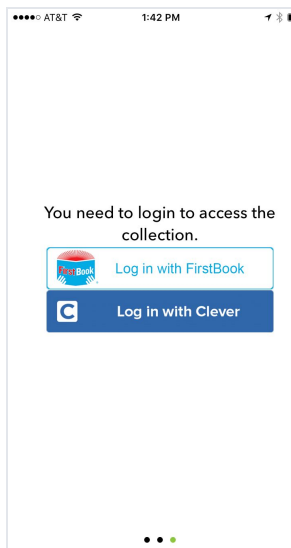 AT&T 1:42 PM
You need to login to access the
collection.
FirstBook Log in with FirstBook
C Log in with Clever